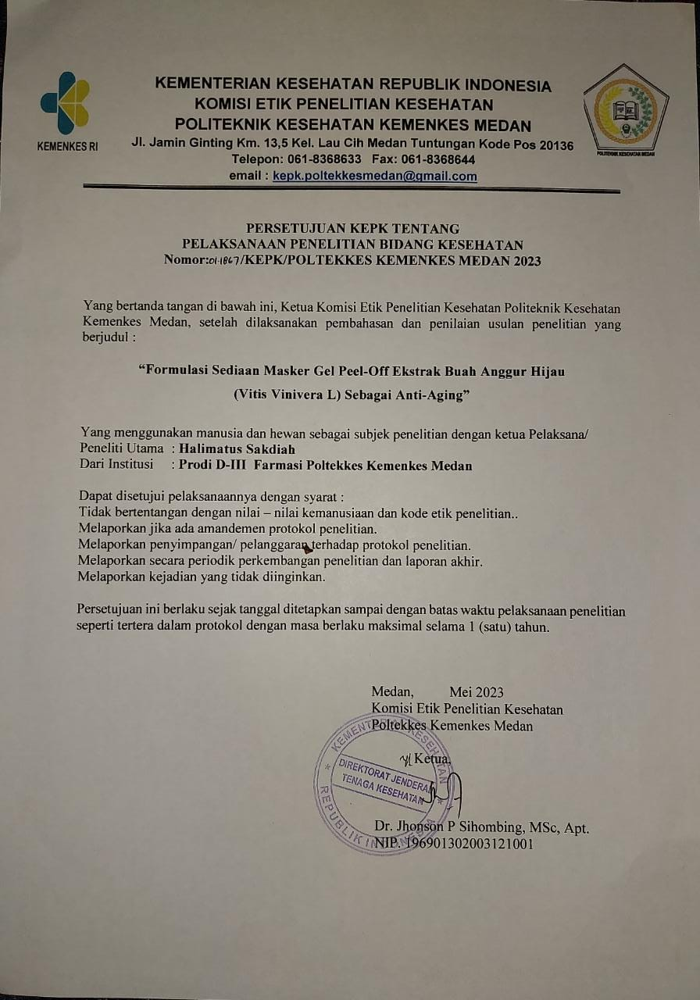 KEMENTERIAN KESEHATAN REPUBLIK INDONESIA
KOMISI ETIK PENELITIAN KESEHATAN
POLITEKNIK KESEHATAN KEMENKES MEDAN
KEMENKES RI
Jl. Jamin Ginting Km. 13,5 Kel. Lau Cih Medan Tuntungan Kode Pos 20136
POLITEKNIK KESEHATAN MEDAN
Telepon: 061-8368633 Fax: 061-8368644
email : kepk.poltekkesmedan@gmail.com
PERSETUJUAN KEPK TENTANG
PELAKSANAAN PENELITIAN BIDANG KESEHATAN
Nomor:01-1867/KEPK/POLTEKKES KEMENKES MEDAN 2023
Yang bertanda tangan di bawah ini, Ketua Komisi Etik Penelitian Kesehatan Politeknik Kesehatan
Kemenkes Medan, setelah dilaksanakan pembahasan dan penilaian usulan penelitian yang
berjudul :
“Formulasi Sediaan Masker Gel Peel-Off Ekstrak Buah Anggur Hijau
(Vitis Vinivera L) Sebagai Anti-Aging”
Yang menggunakan manusia dan hewan sebagai subjek penelitian dengan ketua Pelaksana/
Peneliti Utama : Halimatus Sakdiah
Dari Institusi : Prodi D-III Farmasi Poltekkes Kemenkes Medan
Dapat disetujui pelaksanaannya dengan syarat :
Tidak bertentangan dengan nilai – nilai kemanusiaan dan kode etik penelitian..
Melaporkan jika ada amandemen protokol penelitian.
Melaporkan penyimpangan/ pelanggaran terhadap protokol penelitian.
Melaporkan secara periodik perkembangan penelitian dan laporan akhir.
Melaporkan kejadian yang tidak diinginkan.
Persetujuan ini berlaku sejak tanggal ditetapkan sampai dengan batas waktu pelaksanaan penelitian
seperti tertera dalam protokol dengan masa berlaku maksimal selama 1 (satu) tahun.
Medan, Mei 2023
Komisi Etik Penelitian Kesehatan
Poltekkes Kemenkes Medan
Ketua,
KEMENTERIAN KESEHATAN
DIREKTORAT JENDERAL
TENAGA KESEHATAN
REPUBLIK INDONESIA
Dr. Jhonson P Sihombing, MSc, Apt.
NIP. 196901302003121001